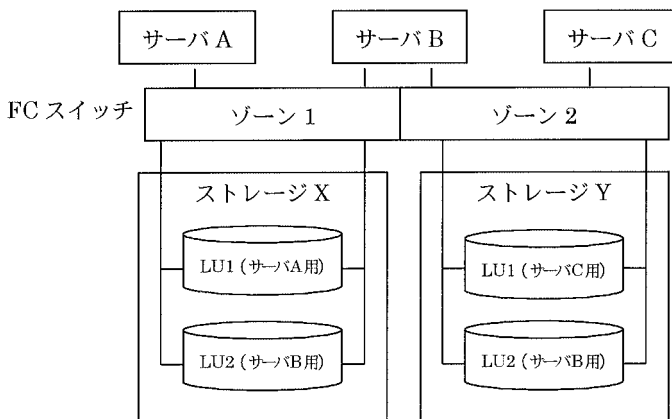 サーバA
サーバB
サーバC
FCスイッチ
ゾーン1
ゾーン2
ストレージX
ストレージY
LU1(サーバA用)
LU1(サーバC用)
LU2(サーバB用)
LU2(サーバB用)